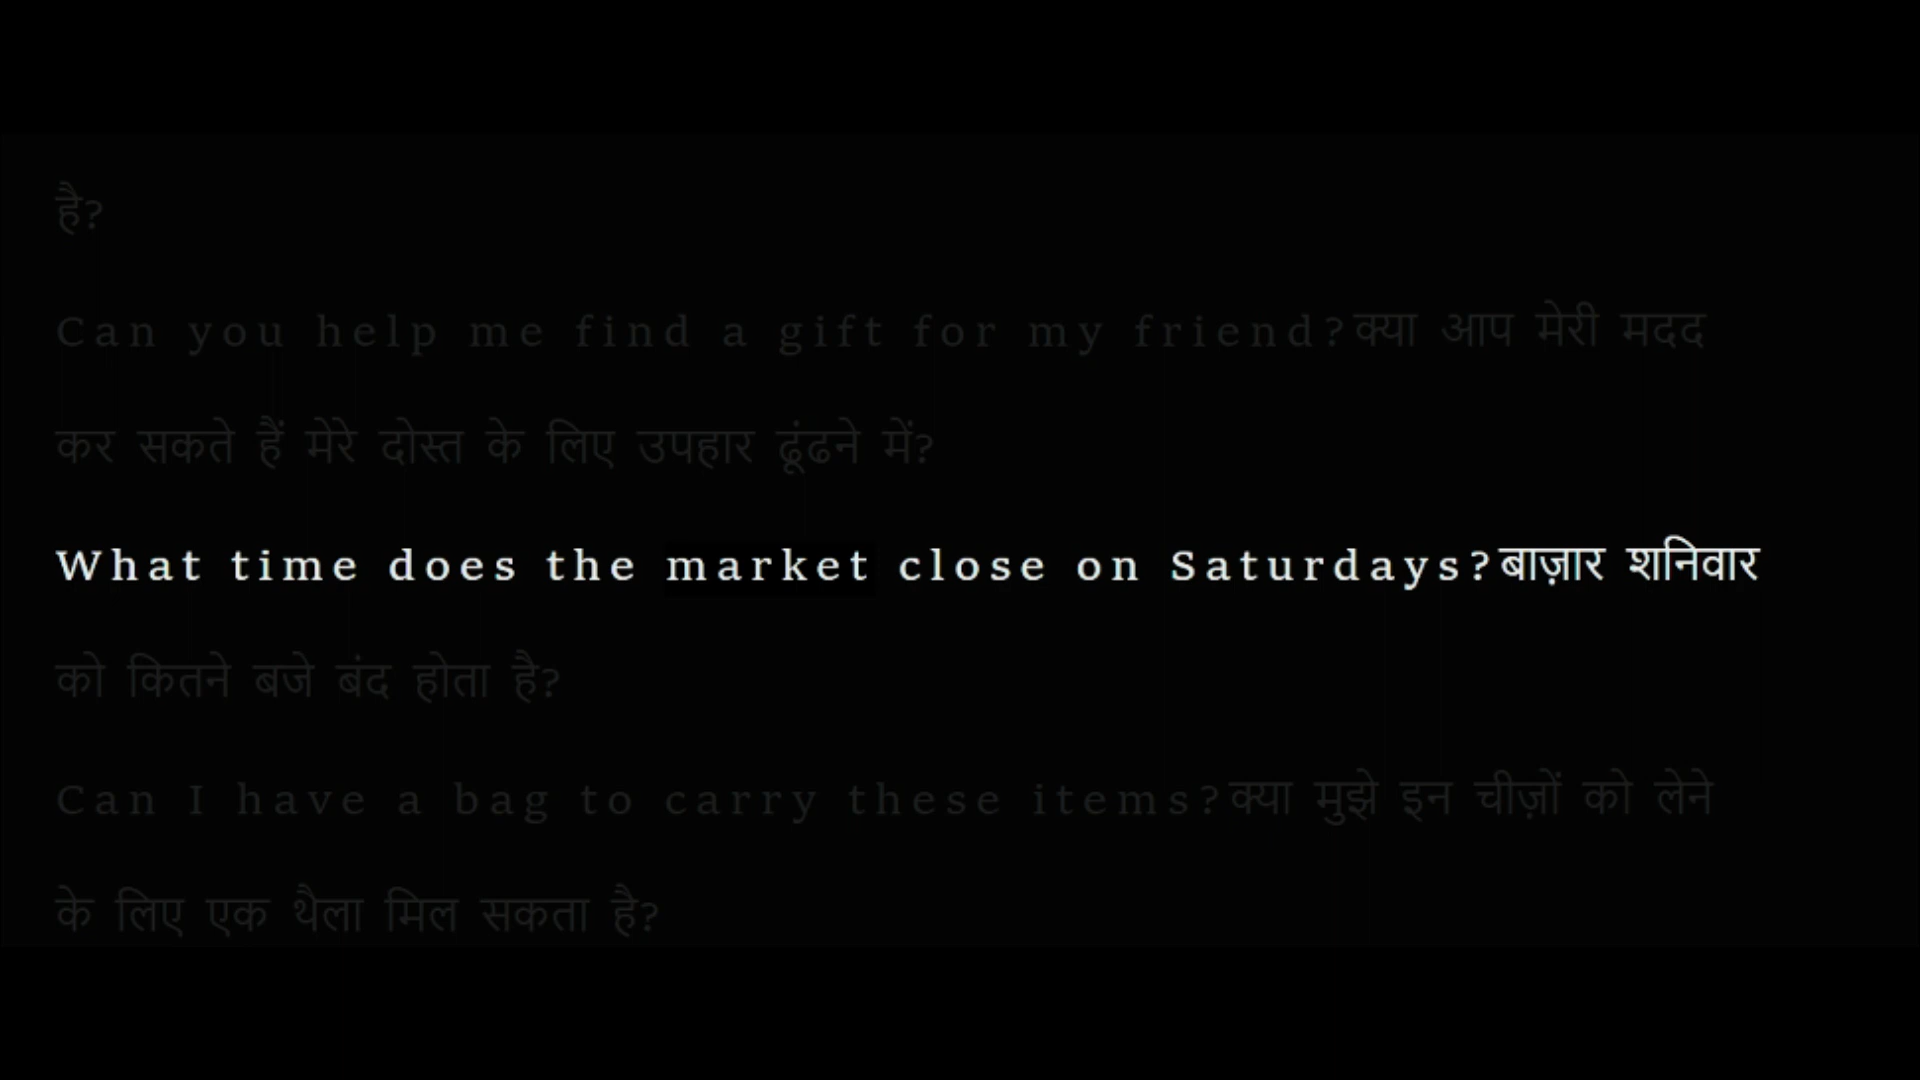 है?
Can you help me find a gift for my friend?क्या आप मेरी मदद
कर सकते हैं मेरे दोस्त के लिए उपहार ढूंढने में?
What time does the market close on Saturdays?बाज़ार शनिवार
को कितने बजे बंद होता है?
Can I have a bag to carry these items?क्या मुझे इन चीज़ों को लेने
के लिए एक थैला मिल सकता है?